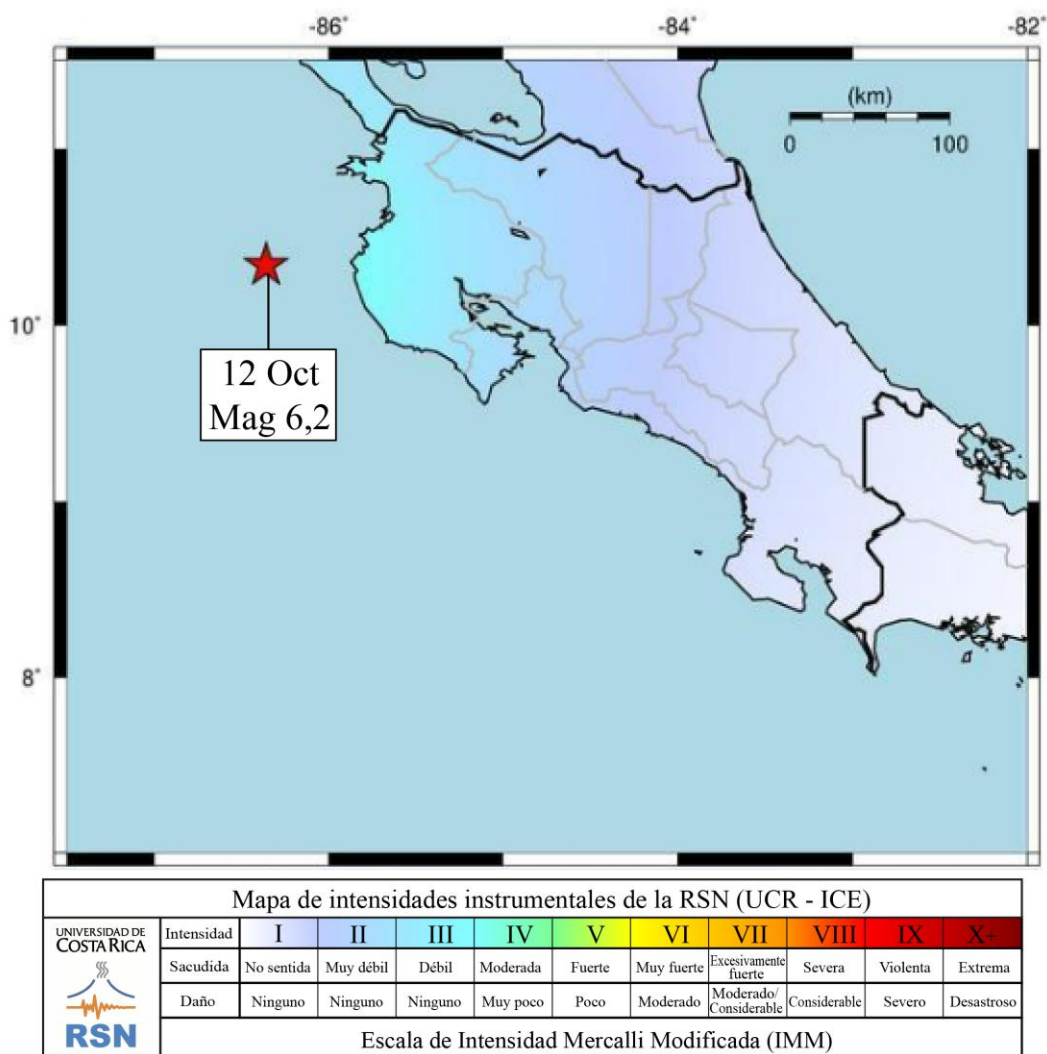 -86°
-84°
-82°
(km)
0
100
10°
12 Oct
Mag 6,2
8°
Mapa de intensidades instrumentales de la RSN (UCR - ICE)
UNIVERSIDAD DE
COSTA RICA
RSN
Intensidad I II III IV V VI VII VIII IX X+
Sacudida No sentida Muy débil Débil Moderada Fuerte Muy fuerte Excesivamente fuerte Severa Violenta Extrema
Daño Ninguno Ninguno Ninguno Muy poco Poco Moderado Moderado/ Considerable Considerable Severo Desastroso
Escala de Intensidad Mercalli Modificada (IMM)